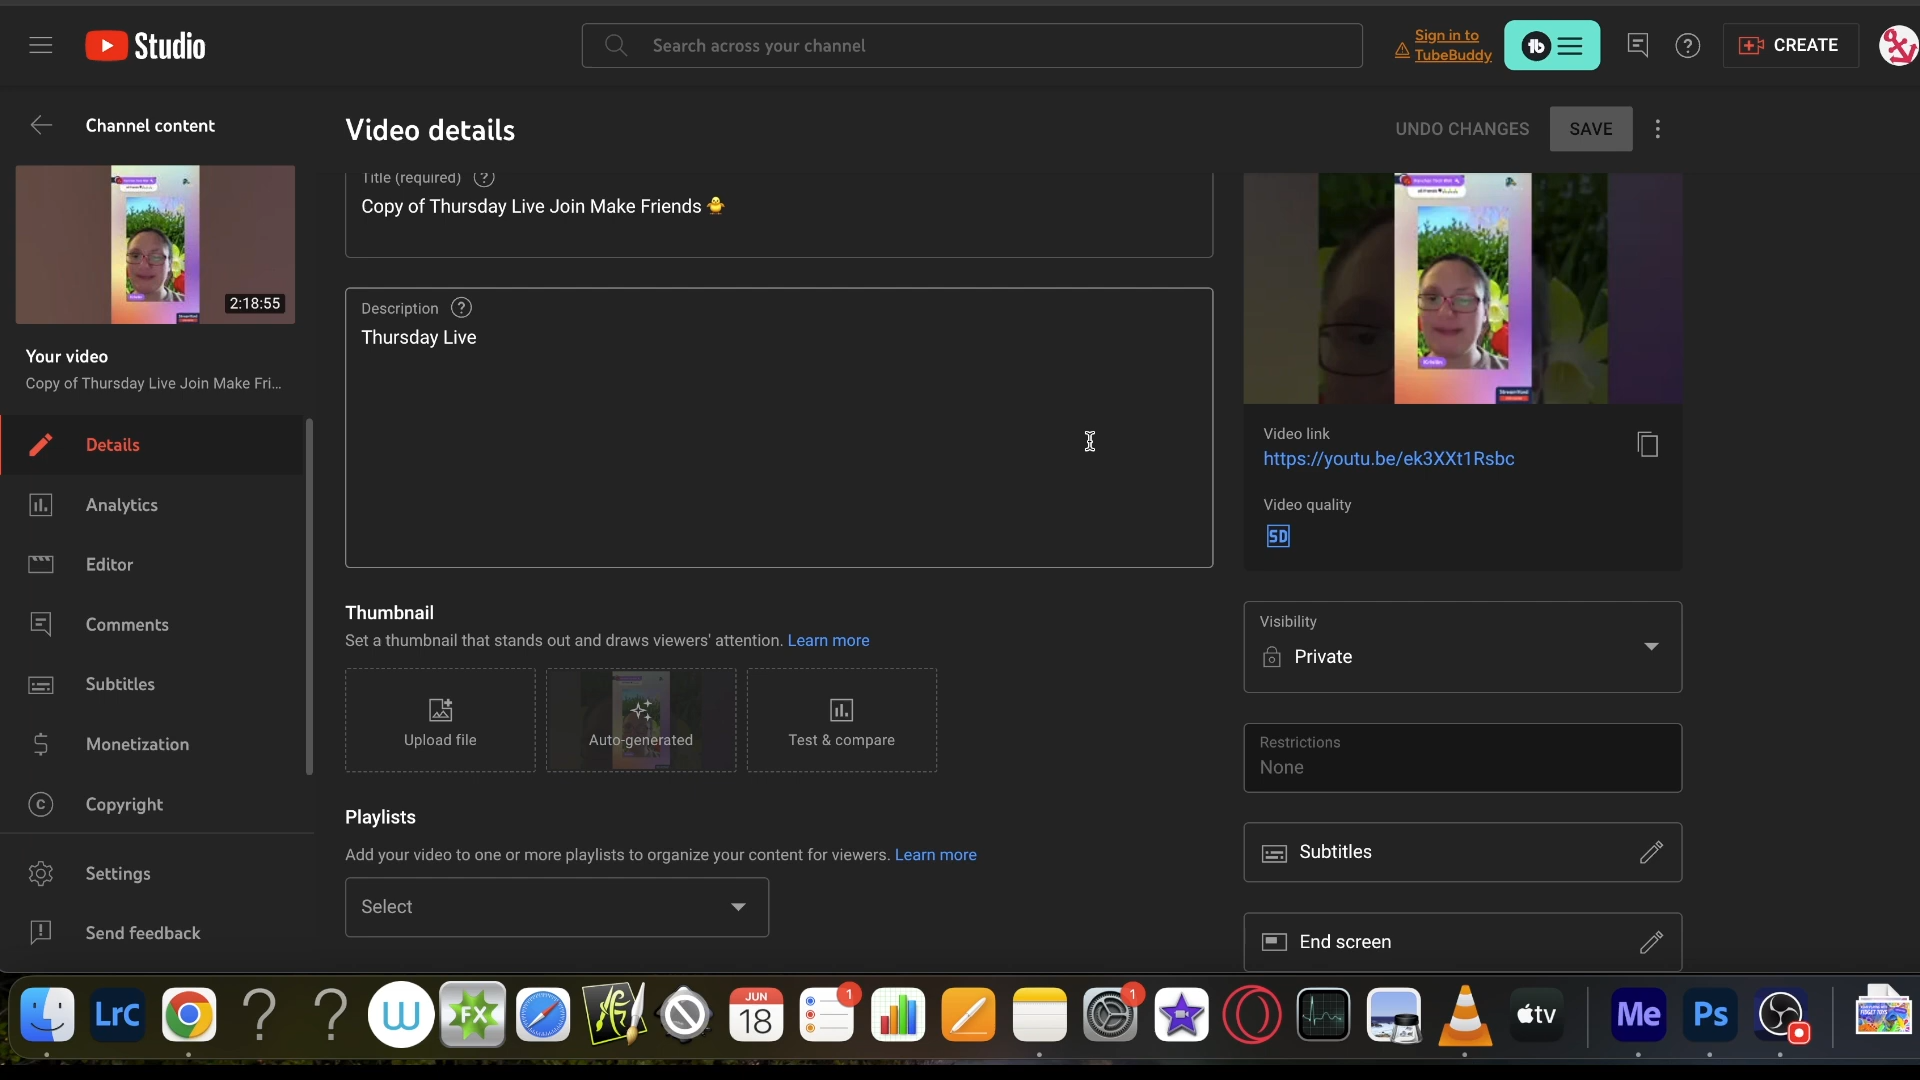 Studio
Search across your channel
Sign in to
TubeBuddy
CREATE
Channel content
Video details
UNDO CHANGES
SAVE
2:18:55
Title (required)
Copy of Thursday Live Join Make Friends 🐥
Your video
Copy of Thursday Live Join Make Fri...
Description
Thursday Live
Details
Analytics
Editor
Comments
Subtitles
Monetization
Copyright
Settings
Send feedback
Thumbnail
Set a thumbnail that stands out and draws viewers' attention. Learn more
Upload file
Auto-generated
Test & compare
Playlists
Add your video to one or more playlists to organize your content for viewers. Learn more
Select
Kristin
Video link
https://youtu.be/ek3XXt1Rsbc
Video quality
SD
Visibility
Private
Restrictions
None
Subtitles
End screen
LrC
FX
JUN
18
1
1
tv
Me
Ps